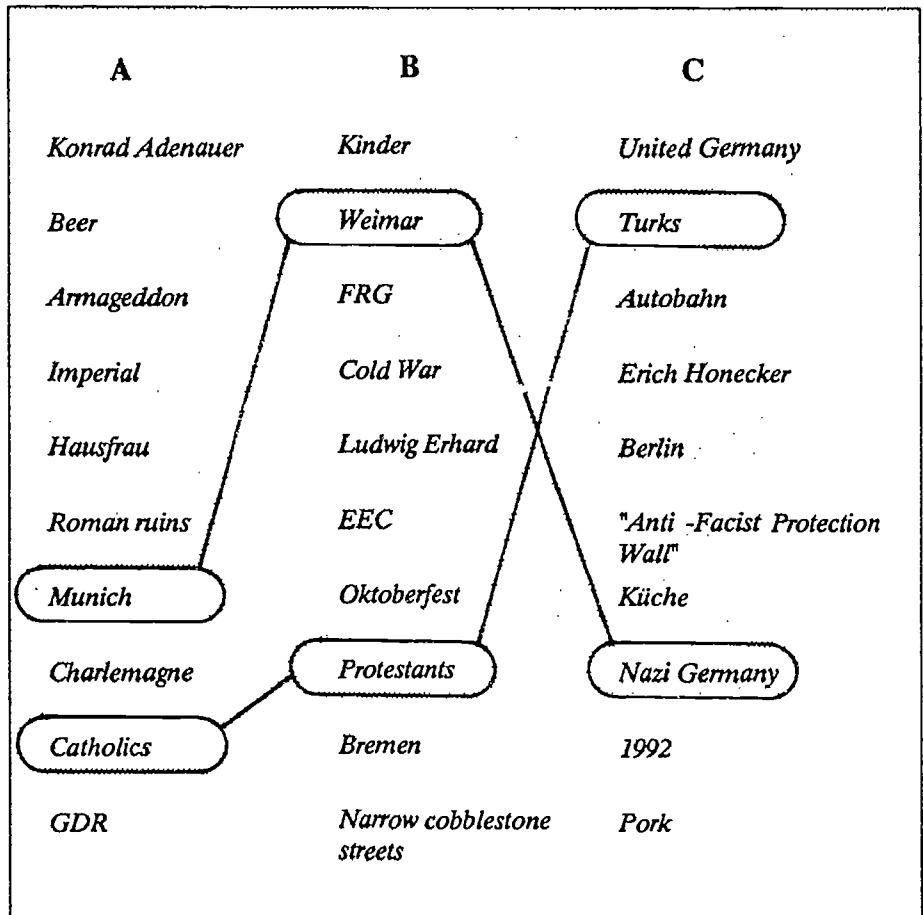 A B C
Konrad Adenauer Kinder United Germany
Beer Weimar Turks
Armageddon FRG Autobahn
Imperial Cold War Erich Honecker
Hausfrau Ludwig Erhard Berlin
Roman ruins EEC "Anti -Facist Protection
Wall"
Munich Oktoberfest Küche
Charlemagne Protestants Nazi Germany
Catholics Bremen 1992
GDR Narrow cobblestone Pork
streets